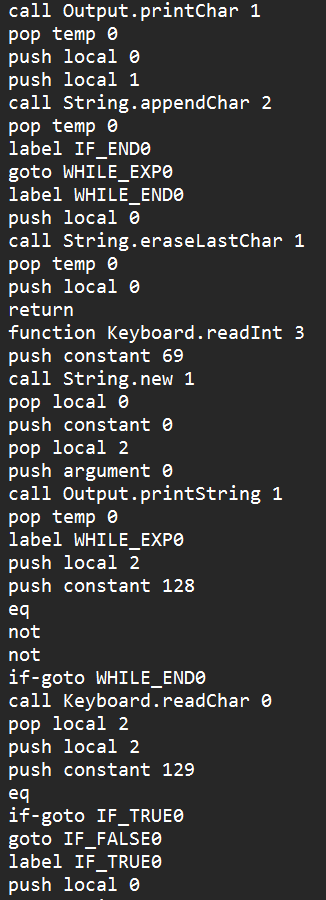 call Output.printChar 1
pop temp 0
push local 0
push local 1
call String.appendChar 2
pop temp 0
label IF_END0
goto WHILE_EXP0
label WHILE_END0
push local 0
call String.eraseLastChar 1
pop temp 0
push local 0
return
function Keyboard.readInt 3
push constant 69
call String.new 1
pop local 0
push constant 0
pop local 2
push argument 0
call Output.printString 1
pop temp 0
label WHILE_EXP0
push local 2
push constant 128
eq
not
not
if-goto WHILE_END0
call Keyboard.readChar 0
pop local 2
push local 2
push constant 129
eq
if-goto IF_TRUE0
goto IF_FALSE0
label IF_TRUE0
push local 0